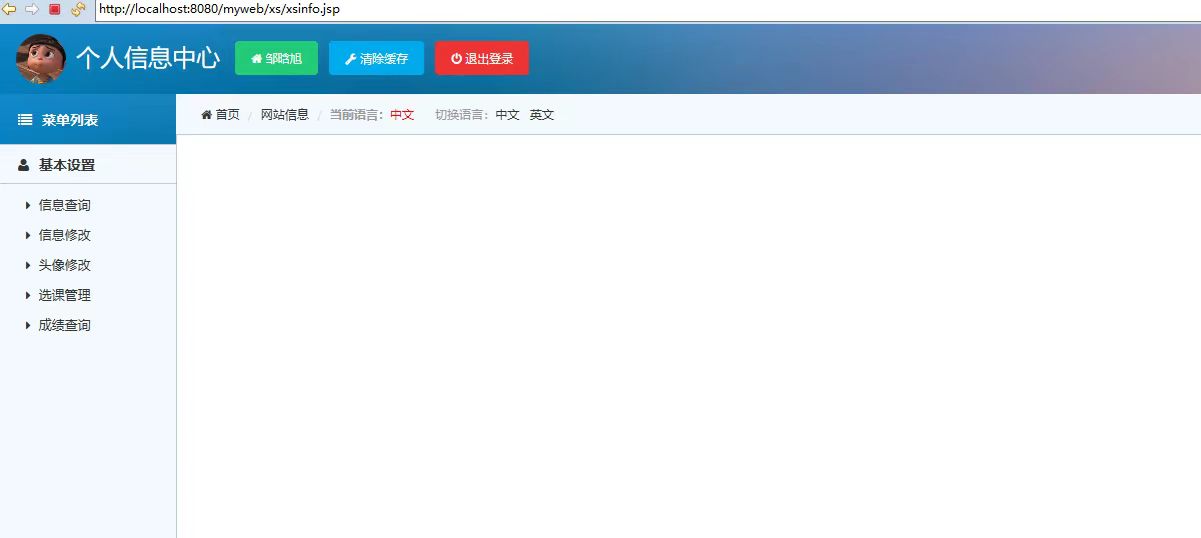 http://localhost:8080/myweb/xs/xsinfo.jsp
个人信息中心 邹晗旭 清除缓存 退出登录
菜单列表 首页 / 网站信息 / 当前语言：中文 切换语言：中文 英文
基本设置
信息查询
信息修改
头像修改
选课管理
成绩查询